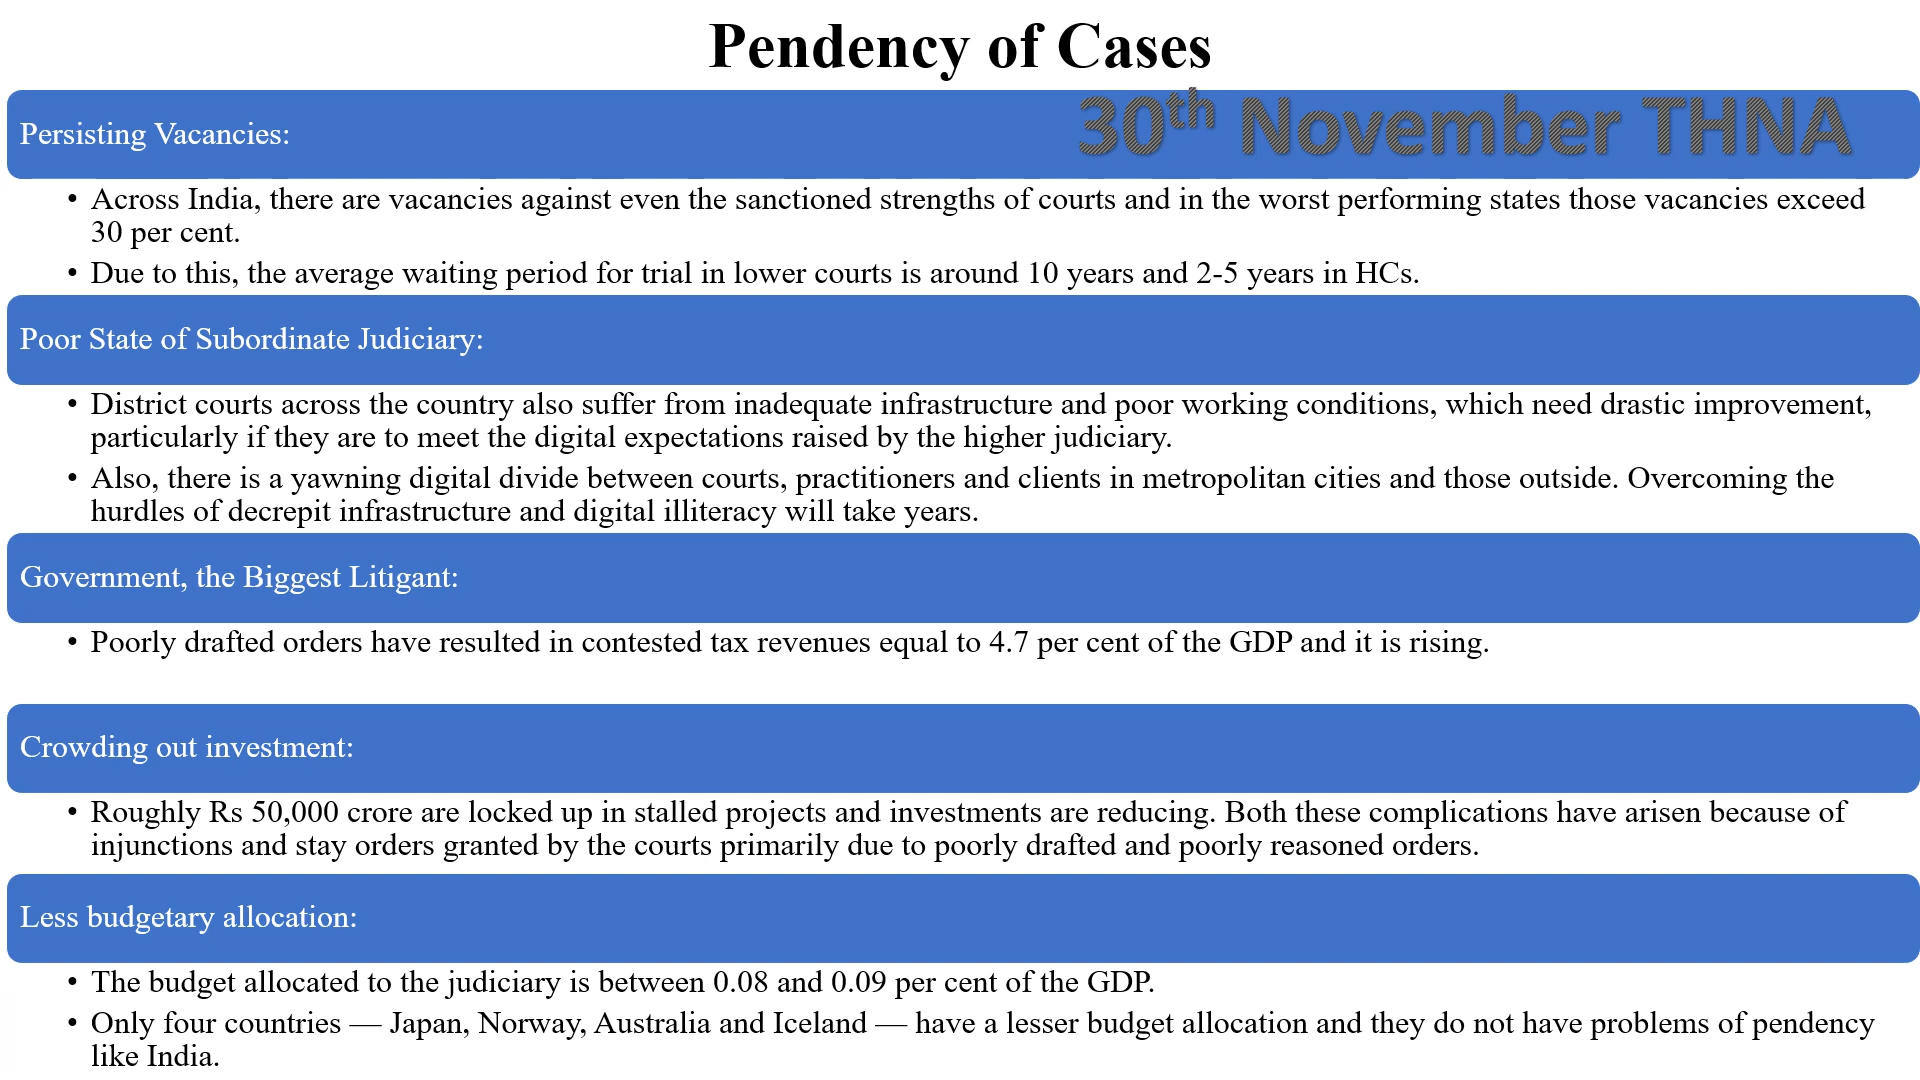 Pendency of Cases
30th November THNA
Persisting Vacancies:
• Across India, there are vacancies against even the sanctioned strengths of courts and in the worst performing states those vacancies exceed
30 per cent.
• Due to this, the average waiting period for trial in lower courts is around 10 years and 2-5 years in HCs.
Poor State of Subordinate Judiciary:
• District courts across the country also suffer from inadequate infrastructure and poor working conditions, which need drastic improvement,
particularly if they are to meet the digital expectations raised by the higher judiciary.
• Also, there is a yawning digital divide between courts, practitioners and clients in metropolitan cities and those outside. Overcoming the
hurdles of decrepit infrastructure and digital illiteracy will take years.
Government, the Biggest Litigant:
• Poorly drafted orders have resulted in contested tax revenues equal to 4.7 per cent of the GDP and it is rising.
Crowding out investment:
• Roughly Rs 50,000 crore are locked up in stalled projects and investments are reducing. Both these complications have arisen because of
injunctions and stay orders granted by the courts primarily due to poorly drafted and poorly reasoned orders.
Less budgetary allocation:
• The budget allocated to the judiciary is between 0.08 and 0.09 per cent of the GDP.
• Only four countries — Japan, Norway, Australia and Iceland — have a lesser budget allocation and they do not have problems of pendency
like India.